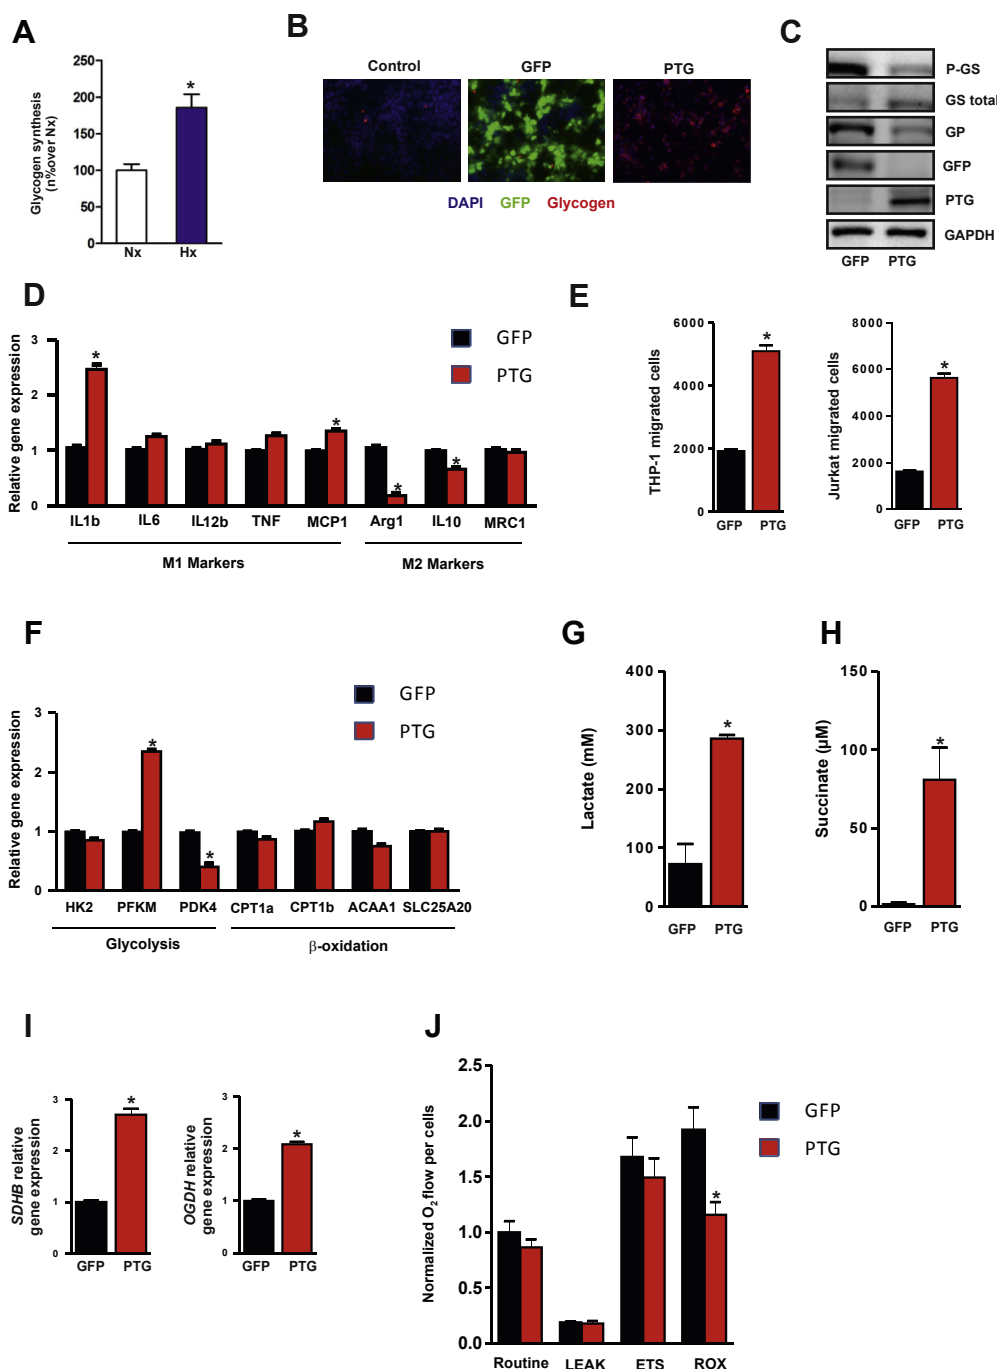 A
Glycogen synthesis
(n%over Nx)
250
200
150
100
50
0
*
Nx Hx
B
Control GFP PTG
DAPI GFP Glycogen
C
P-GS
GS total
GP
GFP
PTG
GAPDH
GFP PTG
D
Relative gene expression
3
2
1
0
GFP
PTG
* * * *
IL1b IL6 IL12b TNF MCP1 Arg1 IL10 MRC1
M1 Markers M2 Markers
E
THP-1 migrated cells
6000
4000
2000
0
*
GFP PTG
Jurkat migrated cells
8000
6000
4000
2000
0
*
GFP PTG
F
Relative gene expression
3
2
1
0
GFP
PTG
* *
HK2 PFKM PDK4 CPT1a CPT1b ACAA1 SLC25A20
Glycolysis β-oxidation
G
Lactate (mM)
400
300
200
100
0
*
GFP PTG
H
Succinate (µM)
150
100
50
0
*
GFP PTG
I
SDHB relative
gene expression
3
2
1
0
*
GFP PTG
OGDH relative
gene expression
3
2
1
0
*
GFP PTG
J
Normalized O2 flow per cells
2.5
2.0
1.5
1.0
0.5
0.0
GFP
PTG
*
Routine LEAK ETS ROX